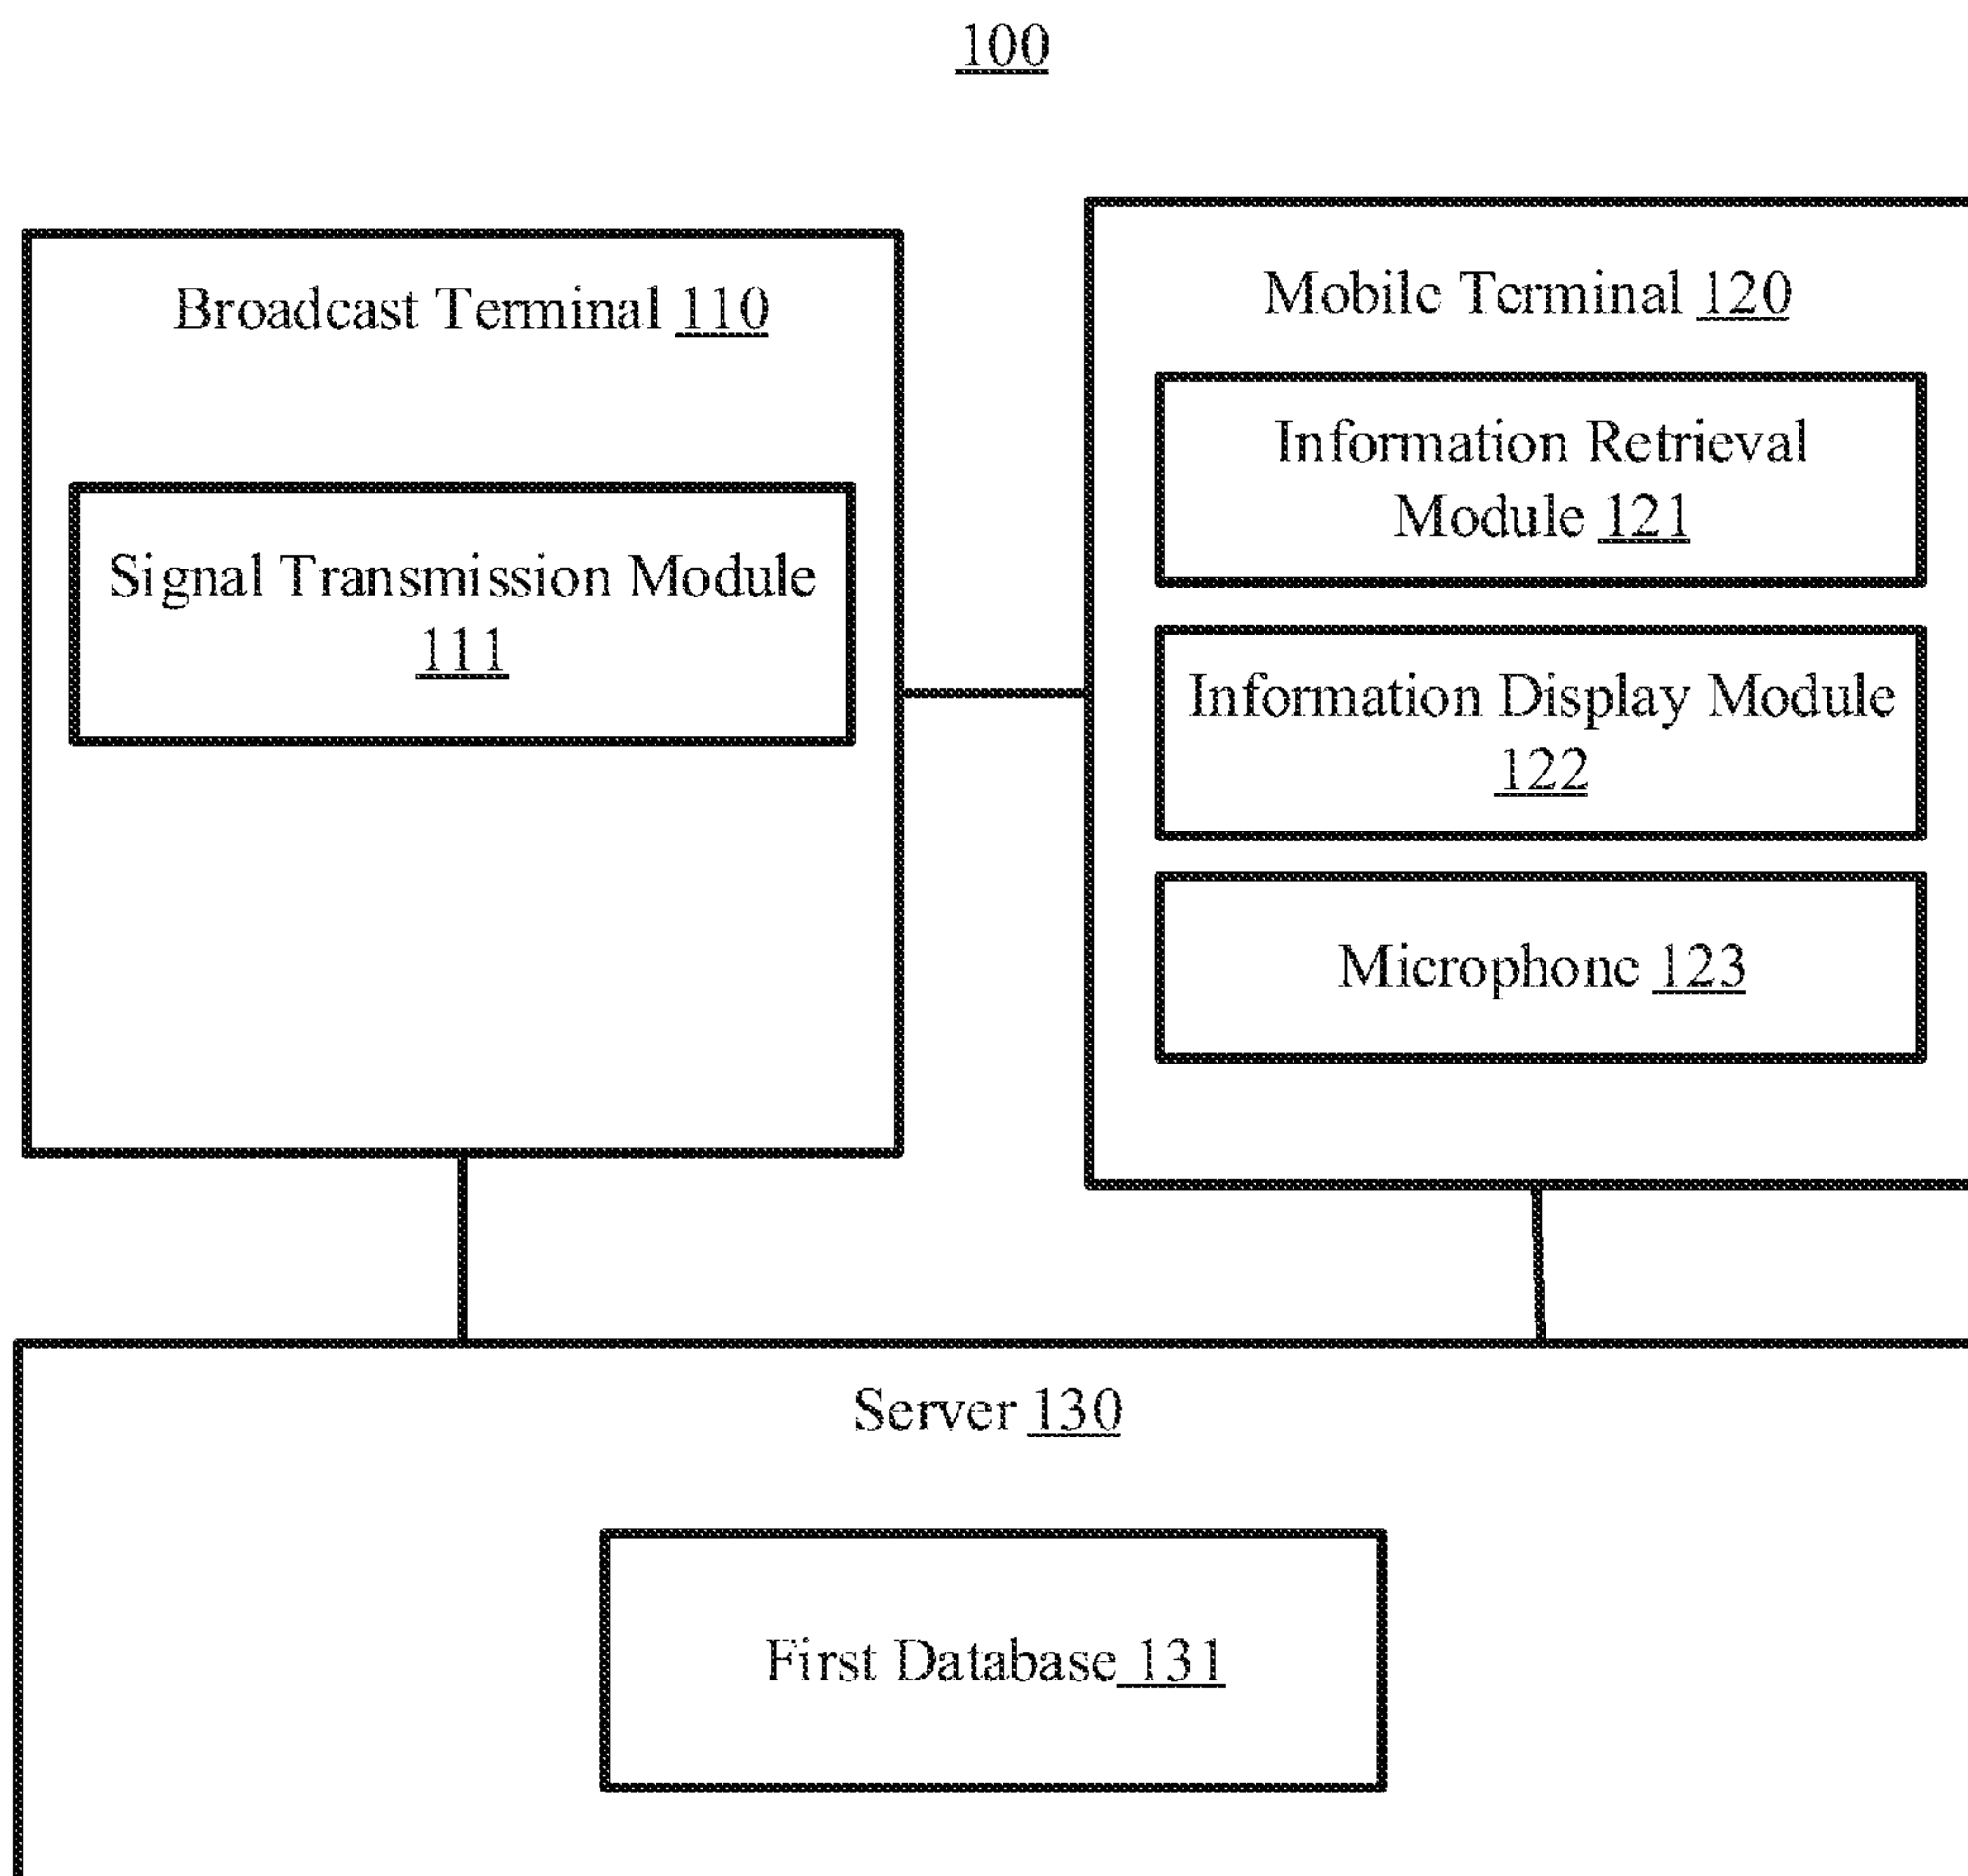 100
Broadcast Terminal 110
Signal Transmission Module
111
Mobile Terminal 120
Information Retrieval
Module 121
Information Display Module
122
Microphone 123
Server 130
First Database 131